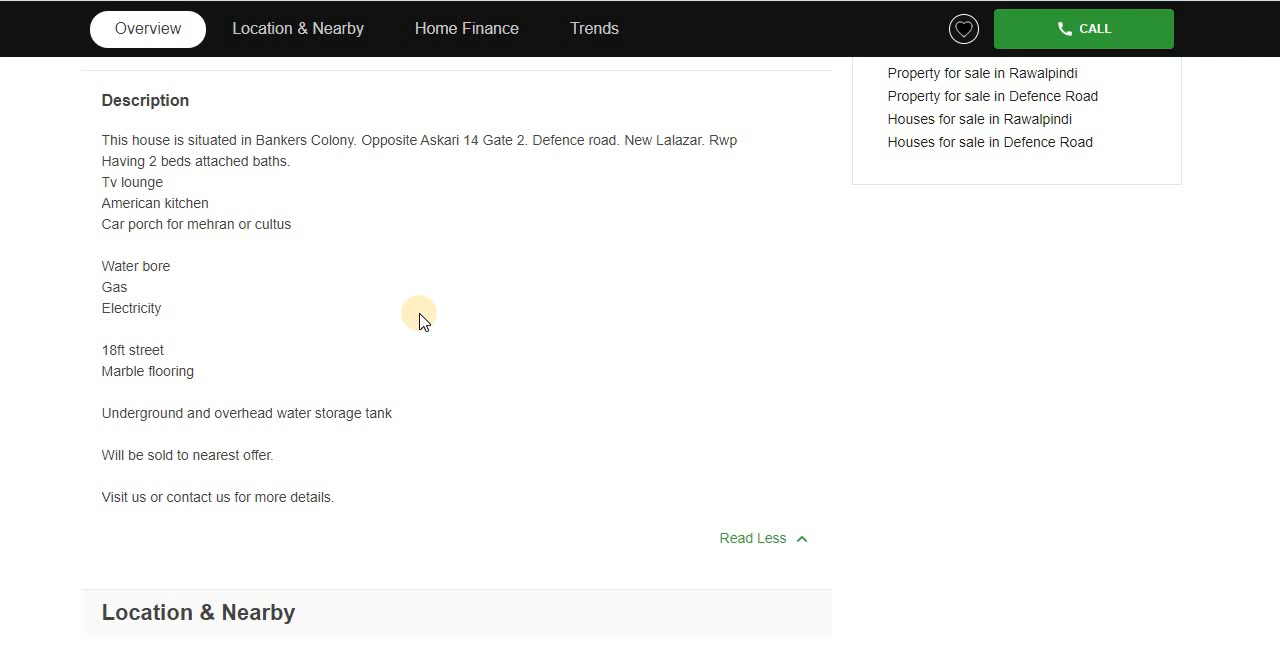 Overview
Location & Nearby
Home Finance
Trends
CALL
Description
This house is situated in Bankers Colony. Opposite Askari 14 Gate 2. Defence road. New Lalazar. Rwp
Having 2 beds attached baths.
Tv lounge
American kitchen
Car porch for mehran or cultus
Water bore
Gas
Electricity
18ft street
Marble flooring
Underground and overhead water storage tank
Will be sold to nearest offer.
Visit us or contact us for more details.
Read Less
Location & Nearby
Property for sale in Rawalpindi
Property for sale in Defence Road
Houses for sale in Rawalpindi
Houses for sale in Defence Road